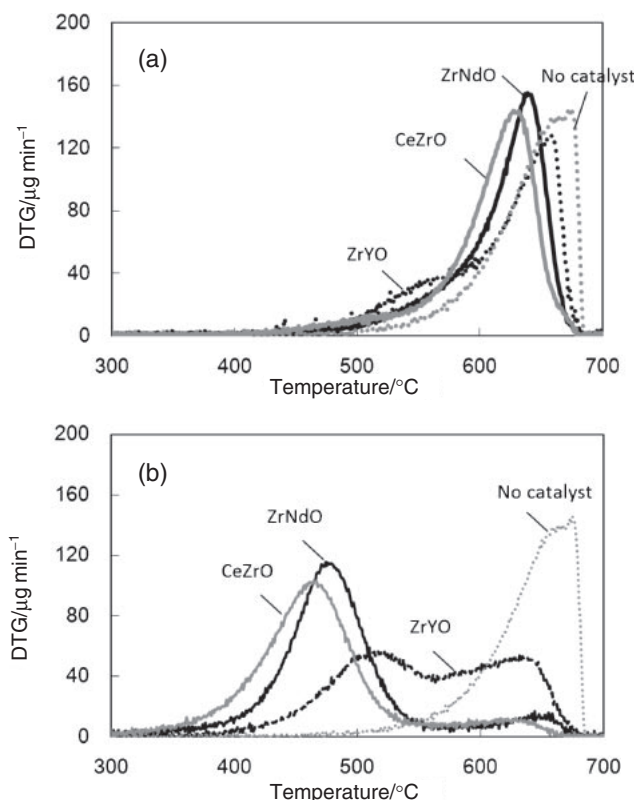 200
(a)
ZrNdO
No catalyst
160
CeZrO
120
DTG/μg min⁻¹
80
ZrYO
40
0
300 400 500 600 700
Temperature/°C
200
(b)
160
No catalyst
ZrNdO
120
CeZrO
DTG/μg min⁻¹
80
ZrYO
40
0
300 400 500 600 700
Temperature/°C